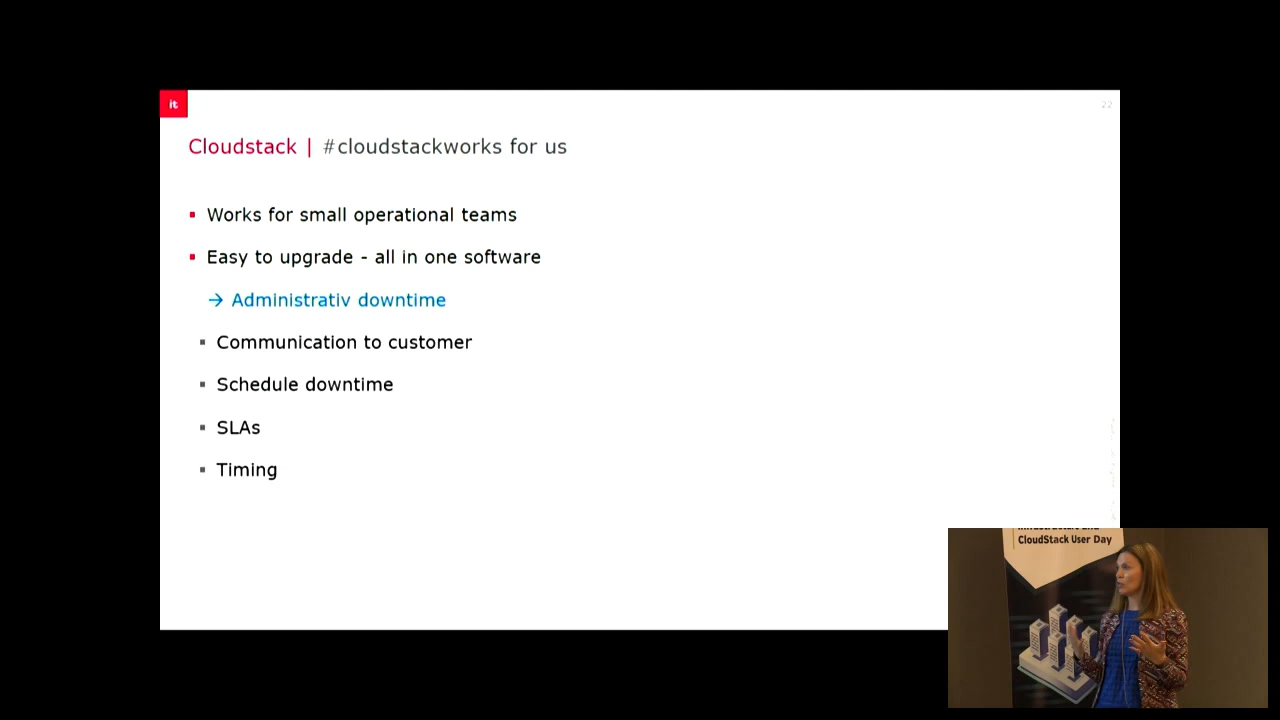 it
22
Cloudstack | #cloudstackworks for us
▪ Works for small operational teams
▪ Easy to upgrade - all in one software
→ Administrativ downtime
▪ Communication to customer
▪ Schedule downtime
▪ SLAs
▪ Timing
CloudStack User Day